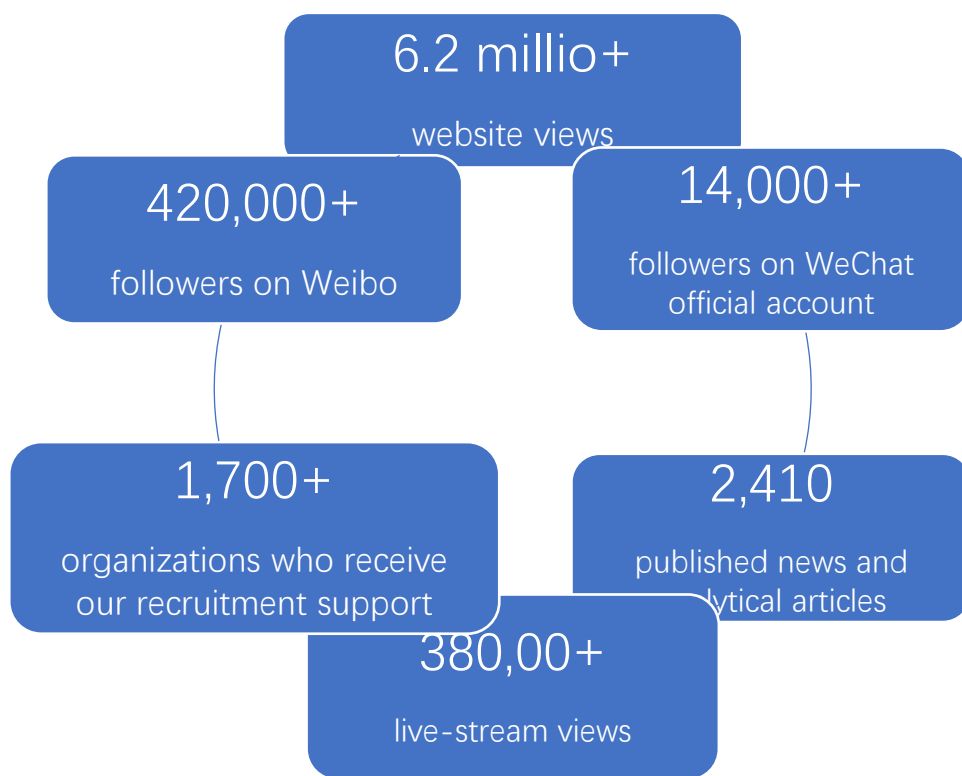 6.2 millio+
website views
420,000+
followers on Weibo
14,000+
followers on WeChat
official account
1,700+
organizations who receive
our recruitment support
2,410
published news and
lytical articles
380,00+
live-stream views